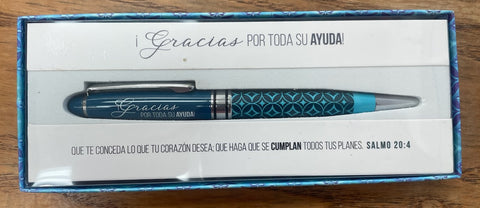 ¡Gracias POR TODA SU AYUDA!
Gracias
POR TODA SU AYUDA!
QUE TE CONCEDA LO QUE TU CORAZÓN DESEA; QUE HAGA QUE SE CUMPLAN TODOS TUS PLANES. SALMO 20:4